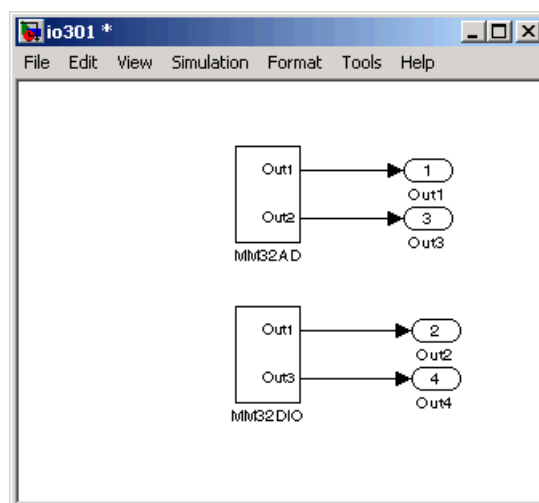 io301 *
File Edit View Simulation Format Tools Help
Out1 1
Out1
Out2 3
Out3
MM32AD
Out1 2
Out2
Out3 4
Out4
MM32DIO